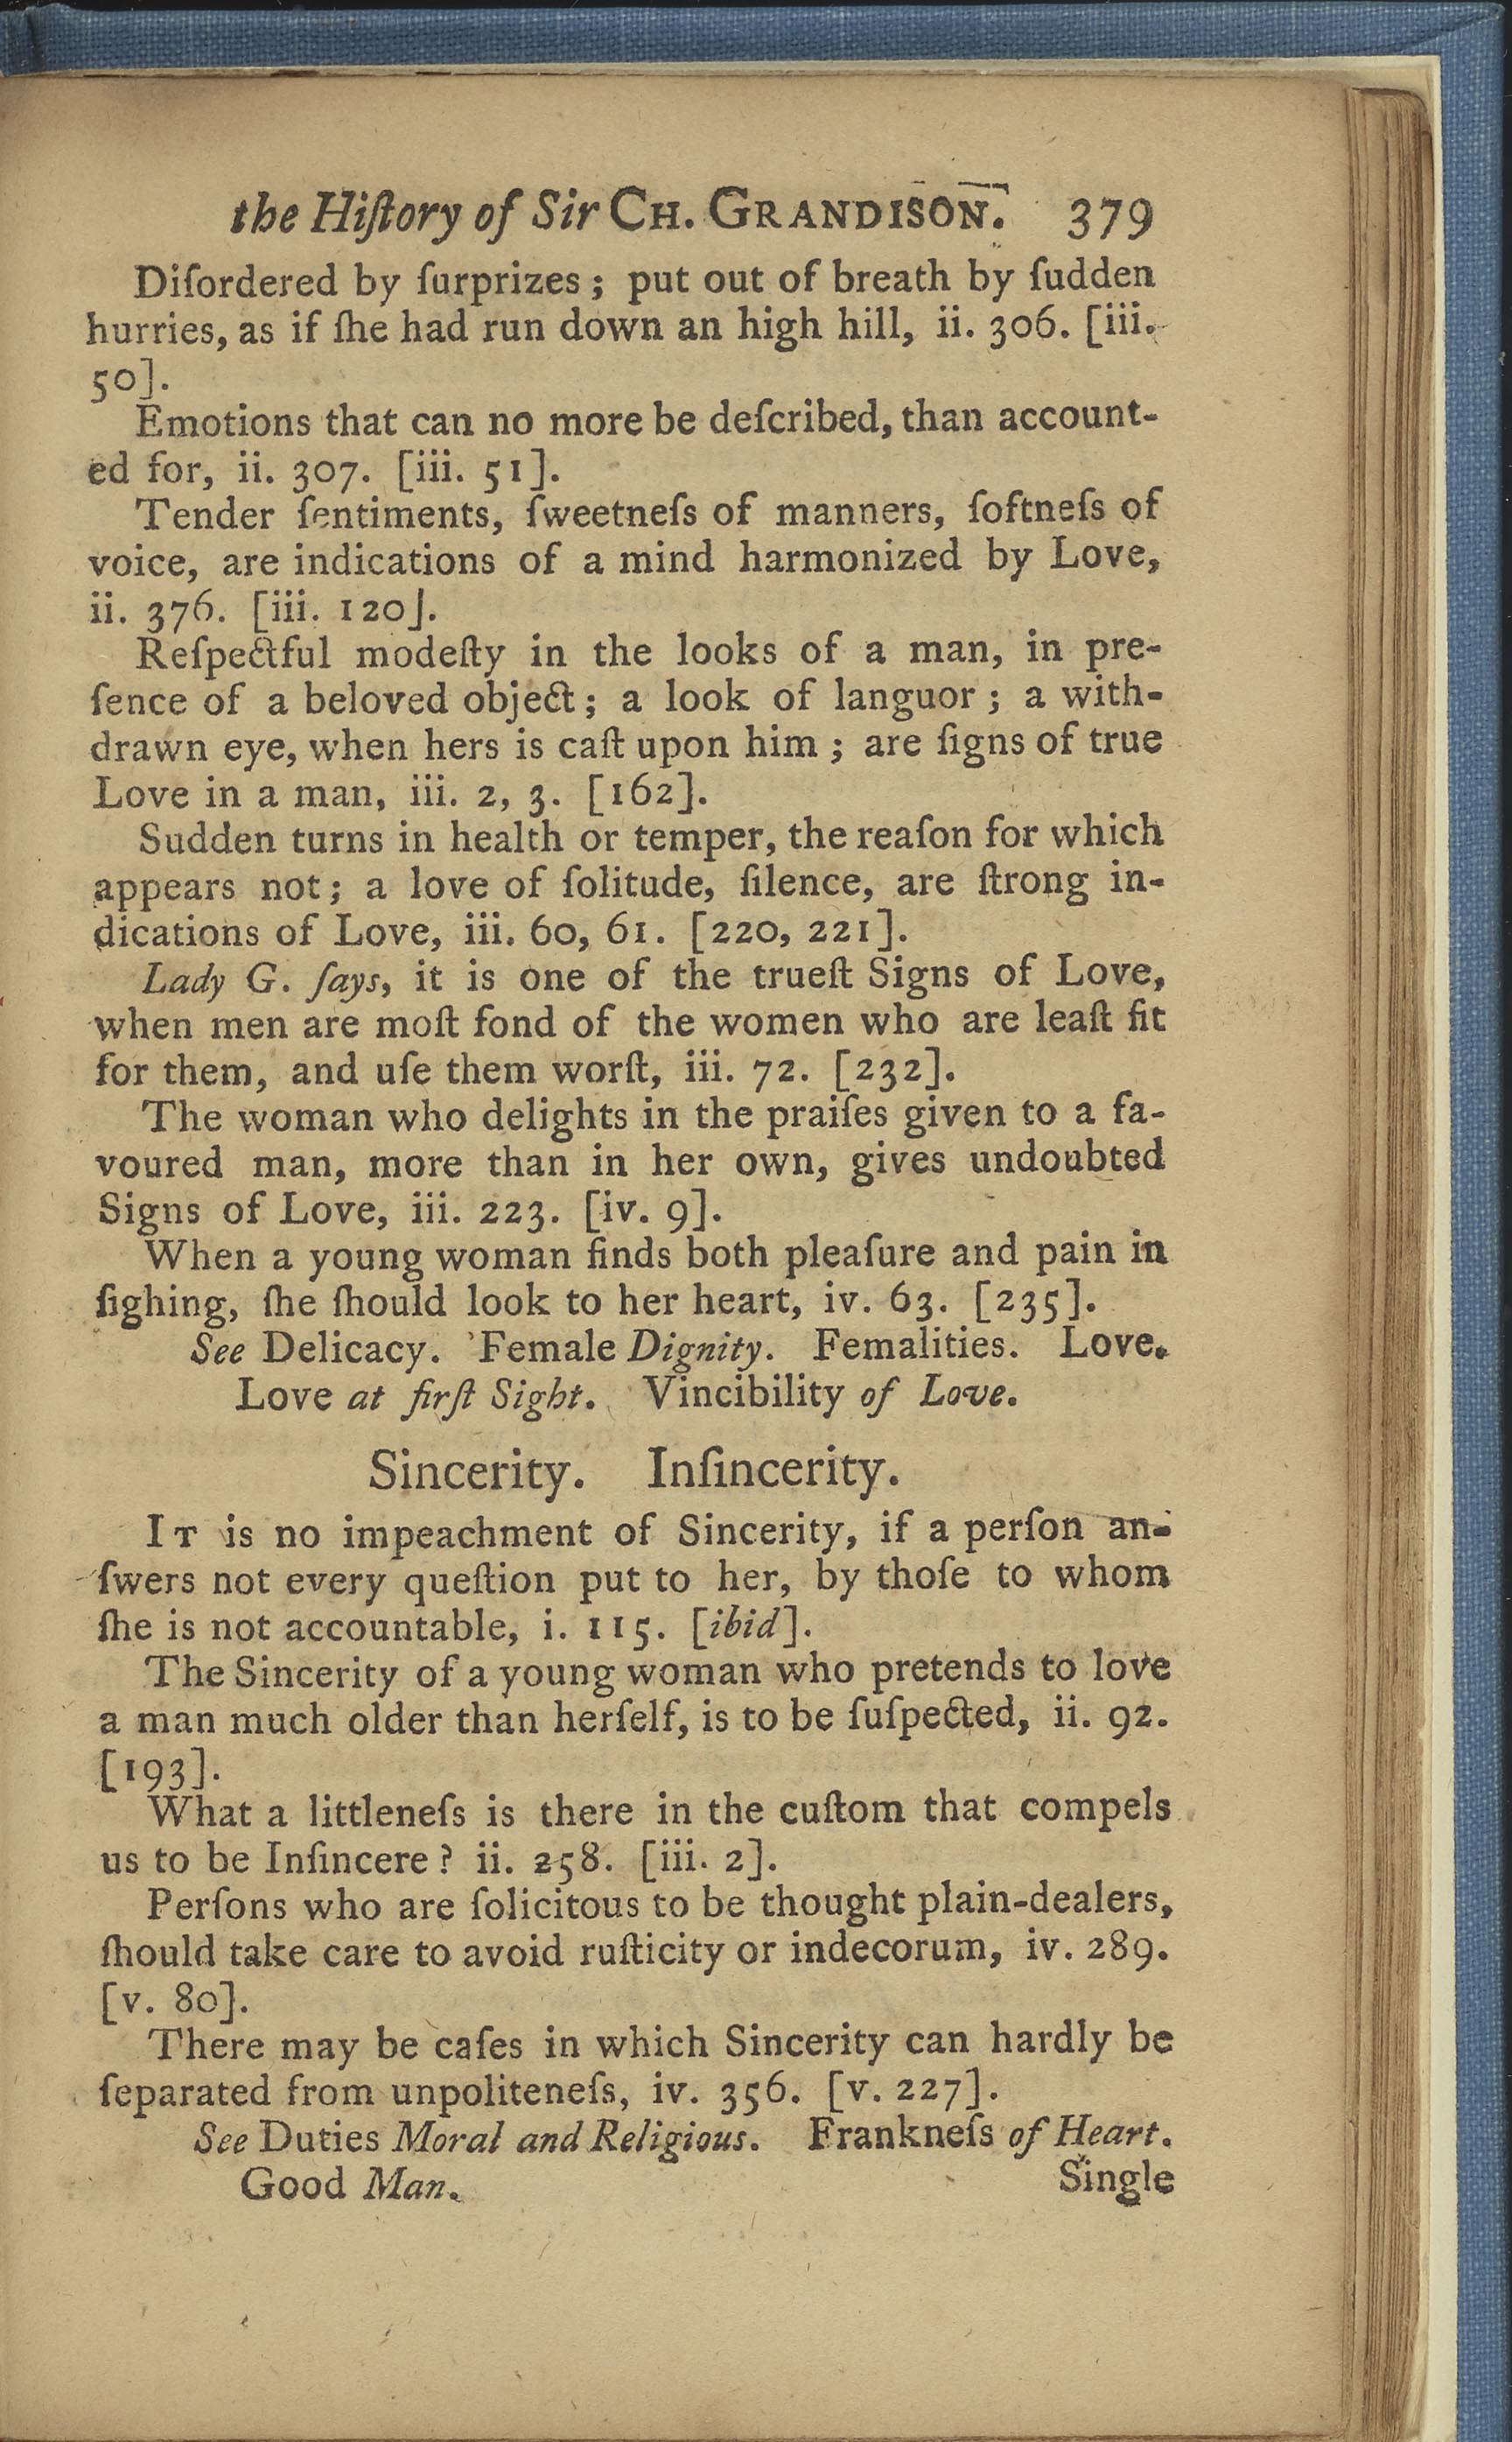 the Hiſtory of Sir CH. GRANDISON. 379
Diſordered by ſurprizes; put out of breath by ſudden
hurries, as if ſhe had run down an high hill, ii. 306. [iii.
50].
Emotions that can no more be deſcribed, than account-
ed for, ii. 307. [iii. 51].
Tender ſentiments, ſweetneſs of manners, ſoftneſs of
voice, are indications of a mind harmonized by Love,
ii. 376. [iii. 120].
Reſpectful modeſty in the looks of a man, in pre-
ſence of a beloved object; a look of languor; a with-
drawn eye, when hers is caſt upon him; are ſigns of true
Love in a man, iii. 2, 3. [162].
Sudden turns in health or temper, the reaſon for which
appears not; a love of ſolitude, ſilence, are ſtrong in-
dications of Love, iii. 60, 61. [220, 221].
Lady G. ſays, it is one of the trueſt Signs of Love,
when men are moſt fond of the women who are leaſt fit
for them, and uſe them worſt, iii. 72. [232].
The woman who delights in the praiſes given to a fa-
voured man, more than in her own, gives undoubted
Signs of Love, iii. 223. [iv. 9].
When a young woman finds both pleaſure and pain in
ſighing, ſhe ſhould look to her heart, iv. 63. [235].
See Delicacy. Female Dignity. Femalities. Love.
Love at firſt Sight. Vincibility of Love.
Sincerity. Inſincerity.
IT is no impeachment of Sincerity, if a perſon an-
ſwers not every queſtion put to her, by thoſe to whom
ſhe is not accountable, i. 115. [ibid].
The Sincerity of a young woman who pretends to love
a man much older than herſelf, is to be ſuſpected, ii. 92.
[193].
What a littleneſs is there in the cuſtom that compels
us to be Inſincere? ii. 258. [iii. 2].
Perſons who are ſolicitous to be thought plain-dealers,
ſhould take care to avoid ruſticity or indecorum, iv. 289.
[v. 80].
There may be caſes in which Sincerity can hardly be
ſeparated from unpoliteneſs, iv. 356. [v. 227].
See Duties Moral and Religious. Frankneſs of Heart.
Good Man. Single